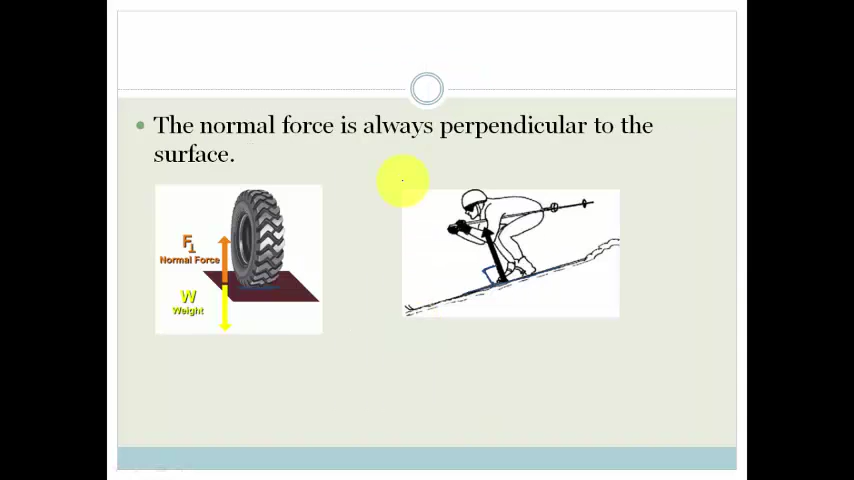 The normal force is always perpendicular to the
surface.
F⊥
Normal Force
W
Weight